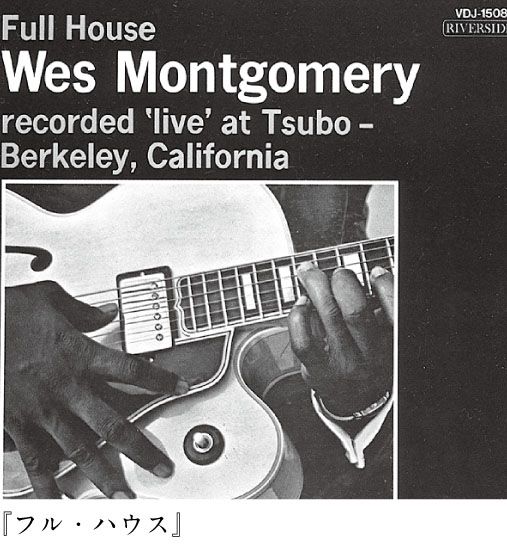 VDJ-1508
RIVERSIDE
Full House
Wes Montgomery
recorded 'live' at Tsubo –
Berkeley, California
『フル・ハウス』